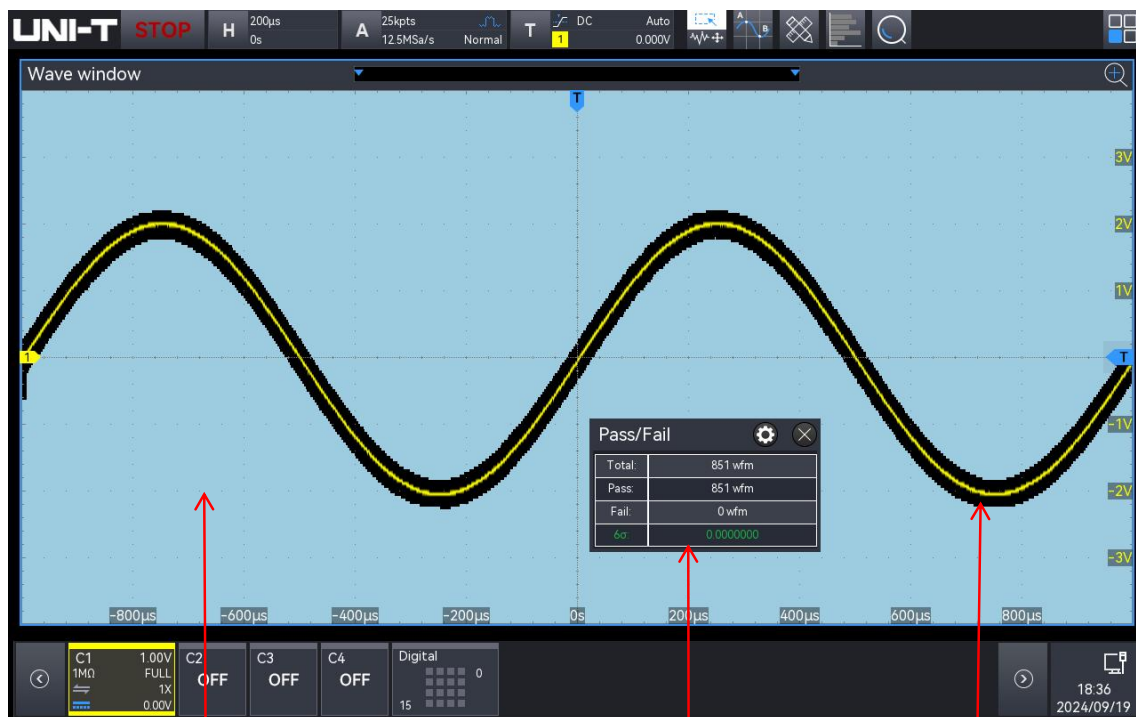 UNI-T STOP H 200μs A 25kpts T DC Auto
0s 12.5MSa/s Normal 1 0.000V A B
Wave window
T
3V
2V
1V
1 T
-1V
-2V
-3V
Pass/Fail
Total: 851 wfm
Pass: 851 wfm
Fail: 0 wfm
6σ 0.0000000
-800μs -600μs -400μs -200μs 0s 200μs 400μs 600μs 800μs
C1 1.00V C2 C3 C4 Digital
1MΩ FULL OFF OFF OFF 0
1X
0.00V 15
18:36
2024/09/19